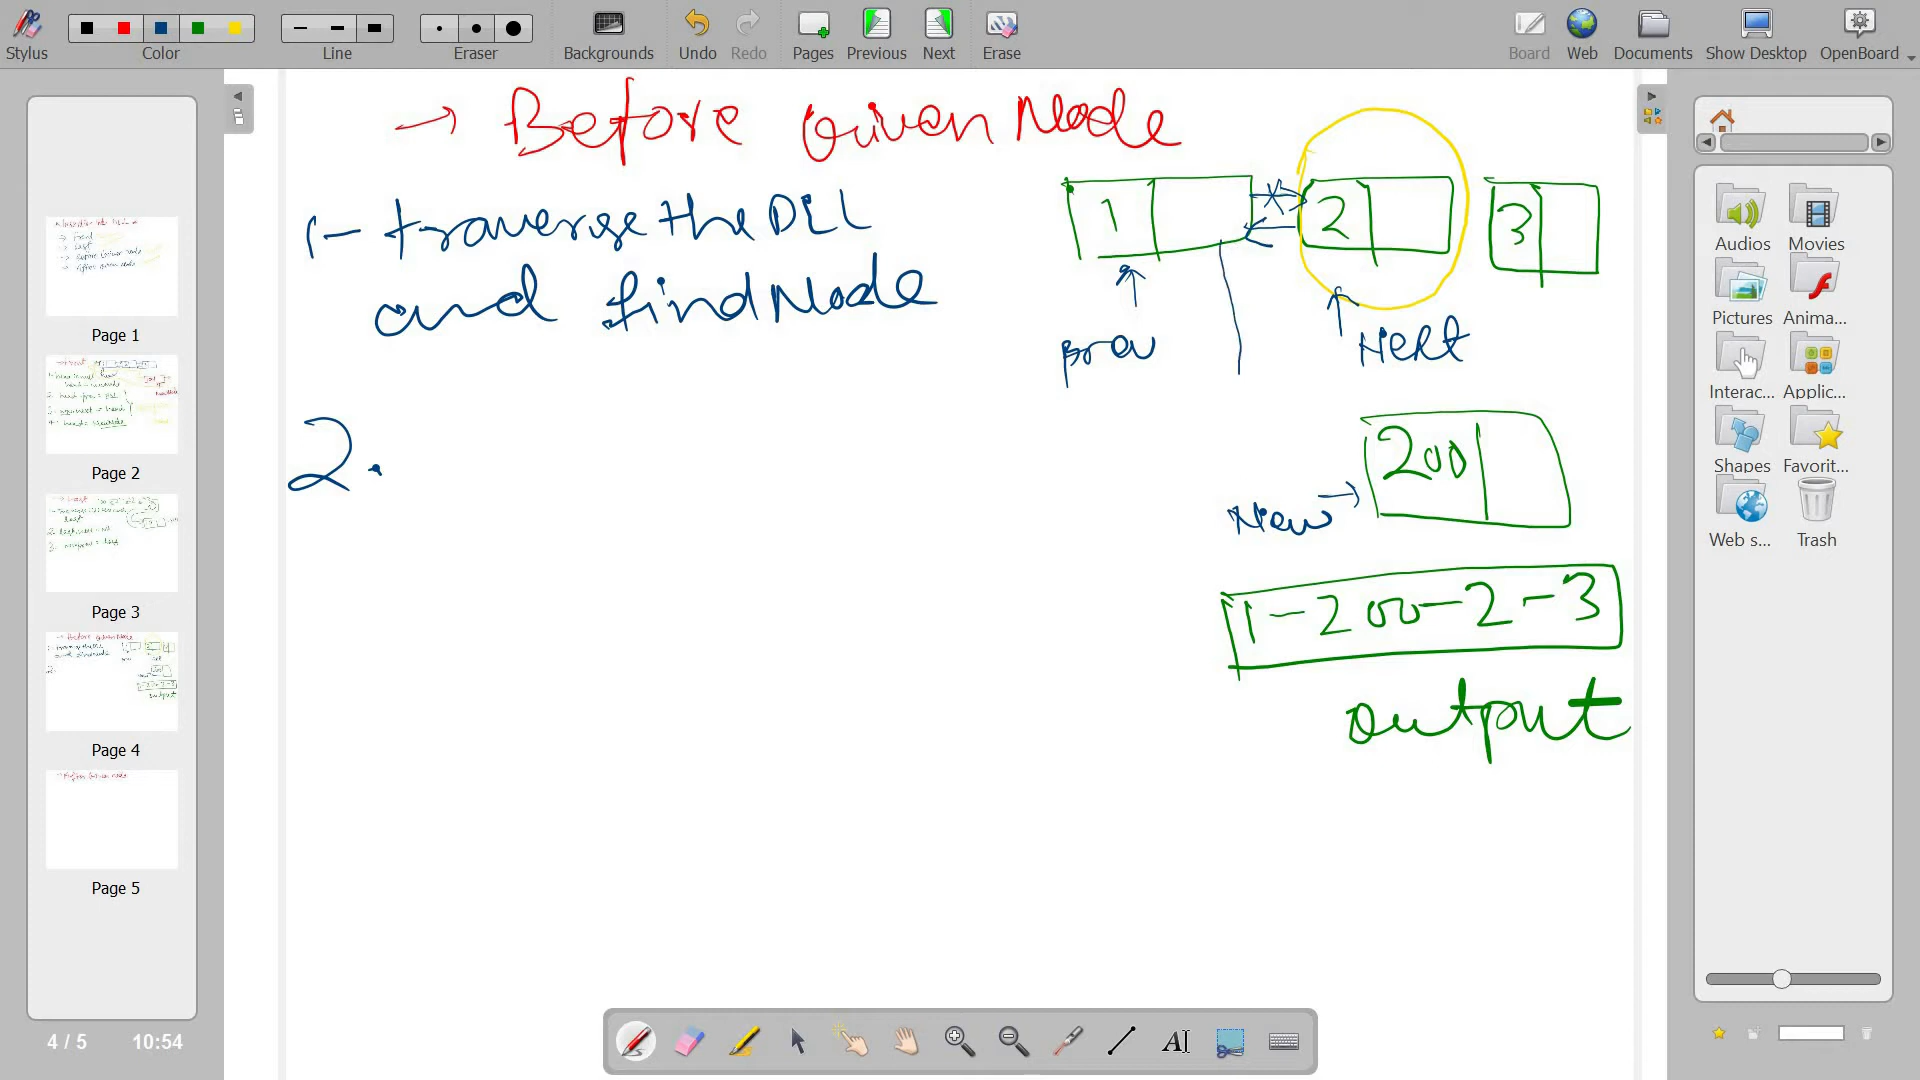 Stylus
Color
Line
Eraser
Backgrounds
Undo
Redo
Pages
Previous
Next
Erase
Board
Web
Documents
Show Desktop
OpenBoard
→ Before Given Node
1- traverse the DLL
and find Node
2.
1
2
3
prev
Next
200
New →
1-200-2-3
output
Page 1
Page 2
Page 3
Page 4
→ After Given node
Page 5
4 / 5
10:54
Audios
Movies
Pictures
Anima...
Interac...
Applic...
Shapes
Favorit...
Web s...
Trash